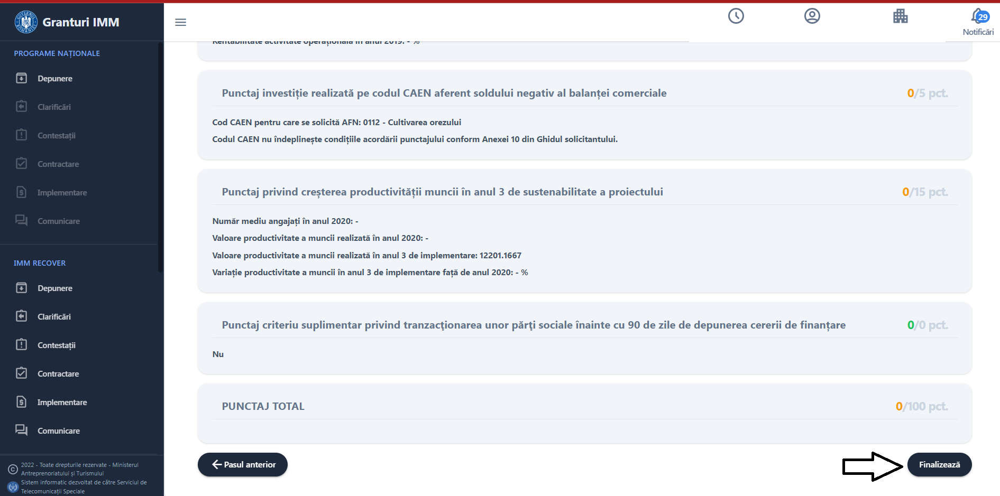 Granturi IMM
29
Notificări
PROGRAME NAȚIONALE
Depunere
Clarificări
Contestații
Contractare
Implementare
Comunicare
IMM RECOVER
Depunere
Clarificări
Contestații
Contractare
Implementare
Comunicare
2022 - Toate drepturile rezervate - Ministerul
Antreprenoriatului și Turismului
Sistem informatic dezvoltat de către Serviciul de
Telecomunicații Speciale
Rentabilitate activitate operațională în anul 2019: - %
Punctaj investiție realizată pe codul CAEN aferent soldului negativ al balanței comerciale 0/5 pct.
Cod CAEN pentru care se solicită AFN: 0112 - Cultivarea orezului
Codul CAEN nu îndeplinește condițiile acordării punctajului conform Anexei 10 din Ghidul solicitantului.
Punctaj privind creșterea productivității muncii în anul 3 de sustenabilitate a proiectului 0/15 pct.
Număr mediu angajați în anul 2020: -
Valoare productivitate a muncii realizată în anul 2020: -
Valoare productivitate a muncii realizată în anul 3 de implementare: 12201.1667
Variație productivitate a muncii în anul 3 de implementare față de anul 2020: - %
Punctaj criteriu suplimentar privind tranzacţionarea unor părţi sociale înainte cu 90 de zile de depunerea cererii de finanțare 0/0 pct.
Nu
PUNCTAJ TOTAL 0/100 pct.
Pasul anterior
Finalizează